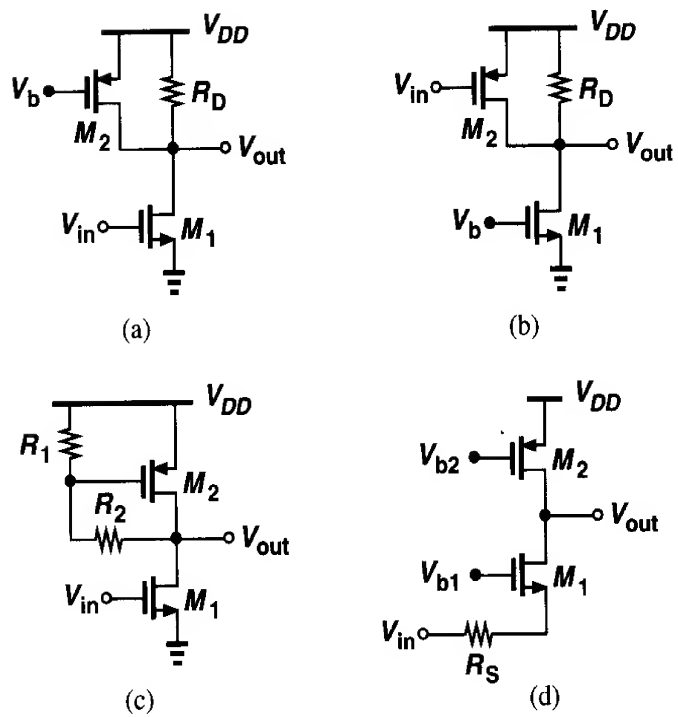 V_DD
V_b
R_D
M_2
V_out
V_in
M_1
(a)
V_DD
V_in
R_D
M_2
V_out
V_b
M_1
(b)
V_DD
R_1
M_2
R_2
V_out
V_in
M_1
(c)
V_DD
V_b2
M_2
V_out
V_b1
M_1
V_in
R_S
(d)